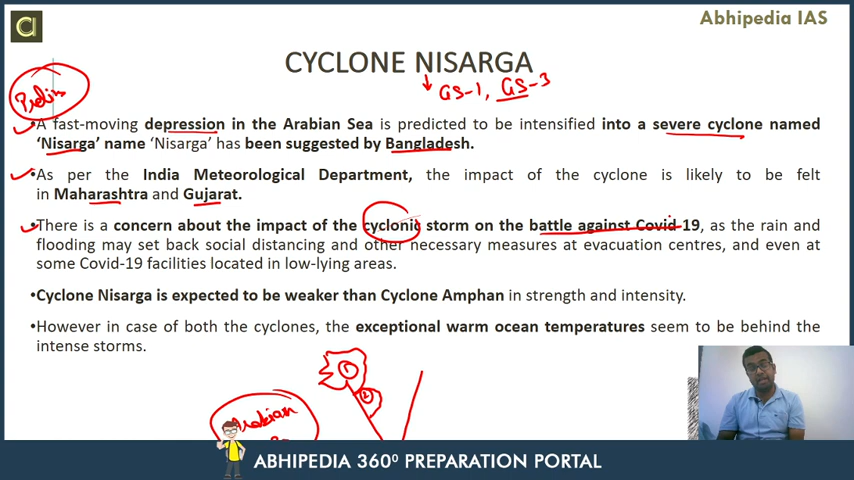 Abhipedia IAS
CYCLONE NISARGA
GS-1, GS-3
Prelim
•A fast-moving depression in the Arabian Sea is predicted to be intensified into a severe cyclone named
‘Nisarga’ name ‘Nisarga’ has been suggested by Bangladesh.
•As per the India Meteorological Department, the impact of the cyclone is likely to be felt
in Maharashtra and Gujarat.
•There is a concern about the impact of the cyclonic storm on the battle against Covid-19, as the rain and
flooding may set back social distancing and other necessary measures at evacuation centres, and even at
some Covid-19 facilities located in low-lying areas.
•Cyclone Nisarga is expected to be weaker than Cyclone Amphan in strength and intensity.
•However in case of both the cyclones, the exceptional warm ocean temperatures seem to be behind the
intense storms.
1
2
Arabian
ABHIPEDIA 360⁰ PREPARATION PORTAL